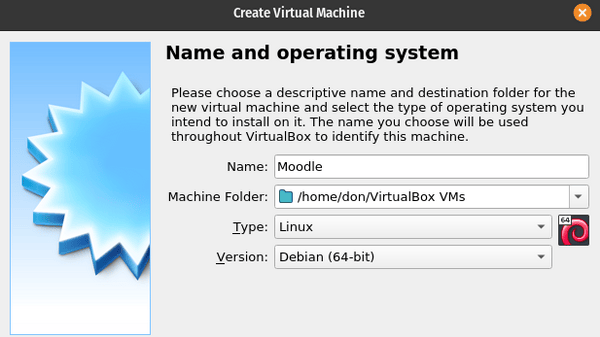 Create Virtual Machine
Name and operating system
Please choose a descriptive name and destination folder for the
new virtual machine and select the type of operating system you
intend to install on it. The name you choose will be used
throughout VirtualBox to identify this machine.
Name: Moodle
Machine Folder: /home/don/VirtualBox VMs
Type: Linux
64
Version: Debian (64-bit)